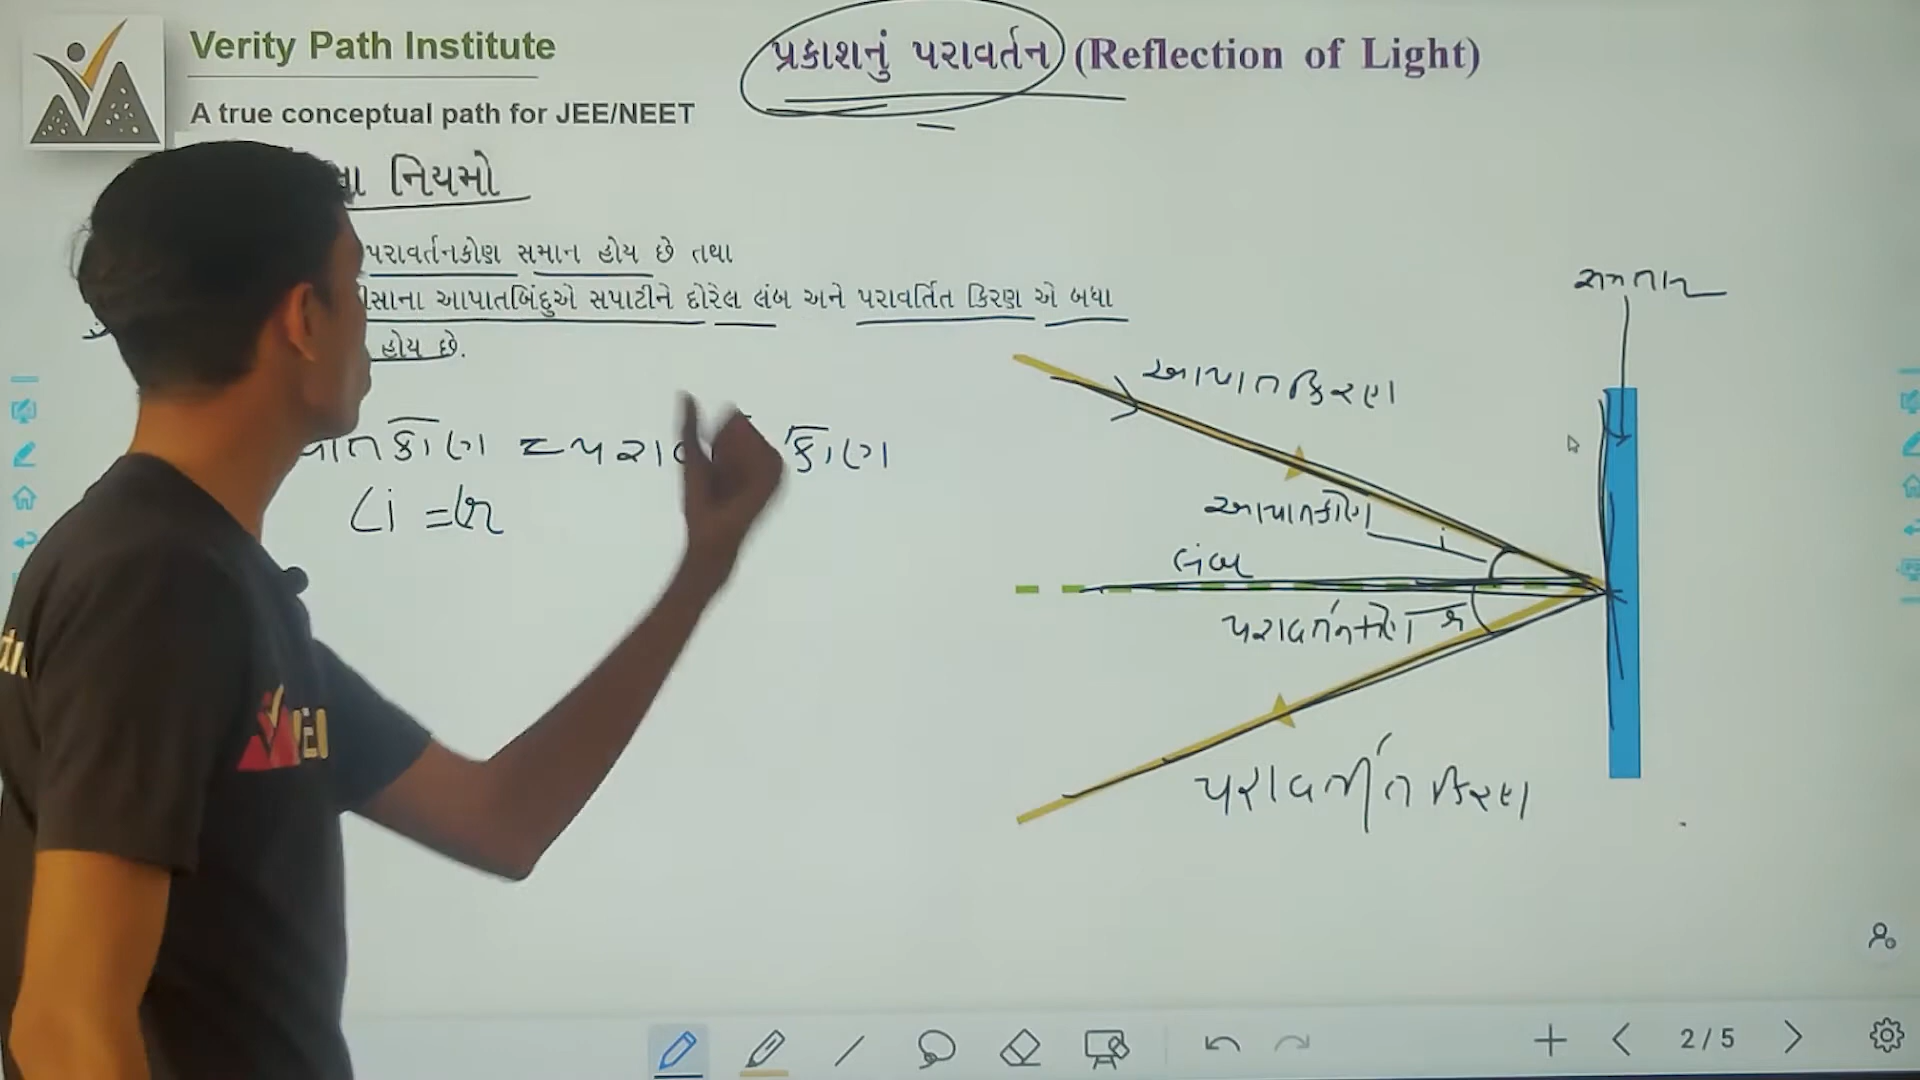 Verity Path Institute
A true conceptual path for JEE/NEET
પ્રકાશનું પરાવર્તન (Reflection of Light)
નિયમો
પરાવર્તનકોણ સમાન હોય છે તથા
આપાતબિંદુએ સપાટીને દોરેલ લંબ અને પરાવર્તિત કિરણ એ બધા
હોય છે.
સમતલ
આપાત કિરણ
કોણ = કોણ
આપાતકોણ i
∠i = ∠r
લંબ
પરાવર્તનકોણ r
પરાવર્તીત કિરણ
2/5